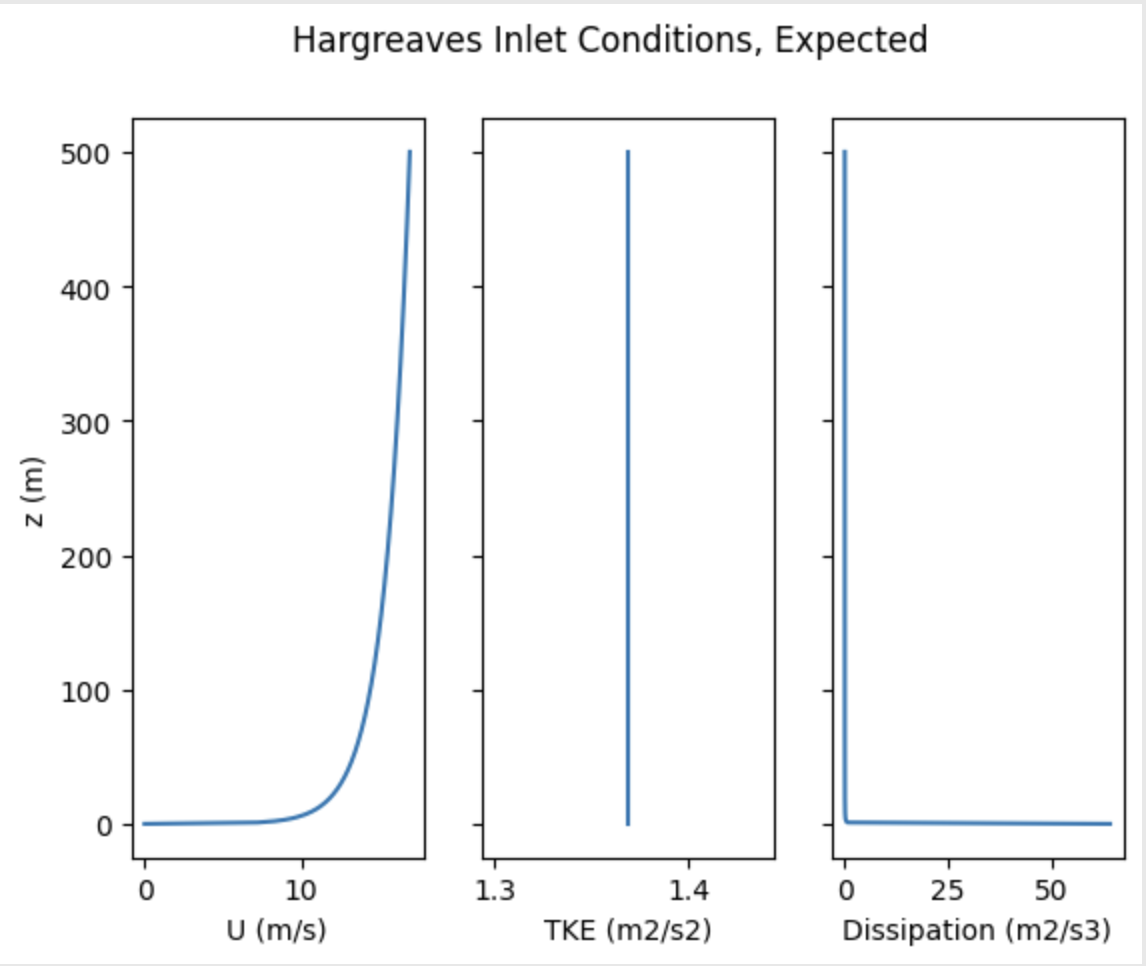 Hargreaves Inlet Conditions, Expected
500
400
300
200
100
0
z (m)
0 10
U (m/s)
1.3 1.4
TKE (m2/s2)
0 25 50
Dissipation (m2/s3)